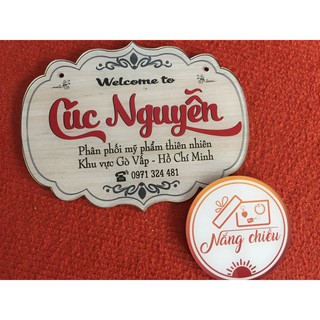 Welcome to
Cúc Nguyễn
Phân phối mỹ phẩm thiên nhiên
Khu vực Gò Vấp - Hồ Chí Minh
☎ 0971 324 481
Nắng chiều